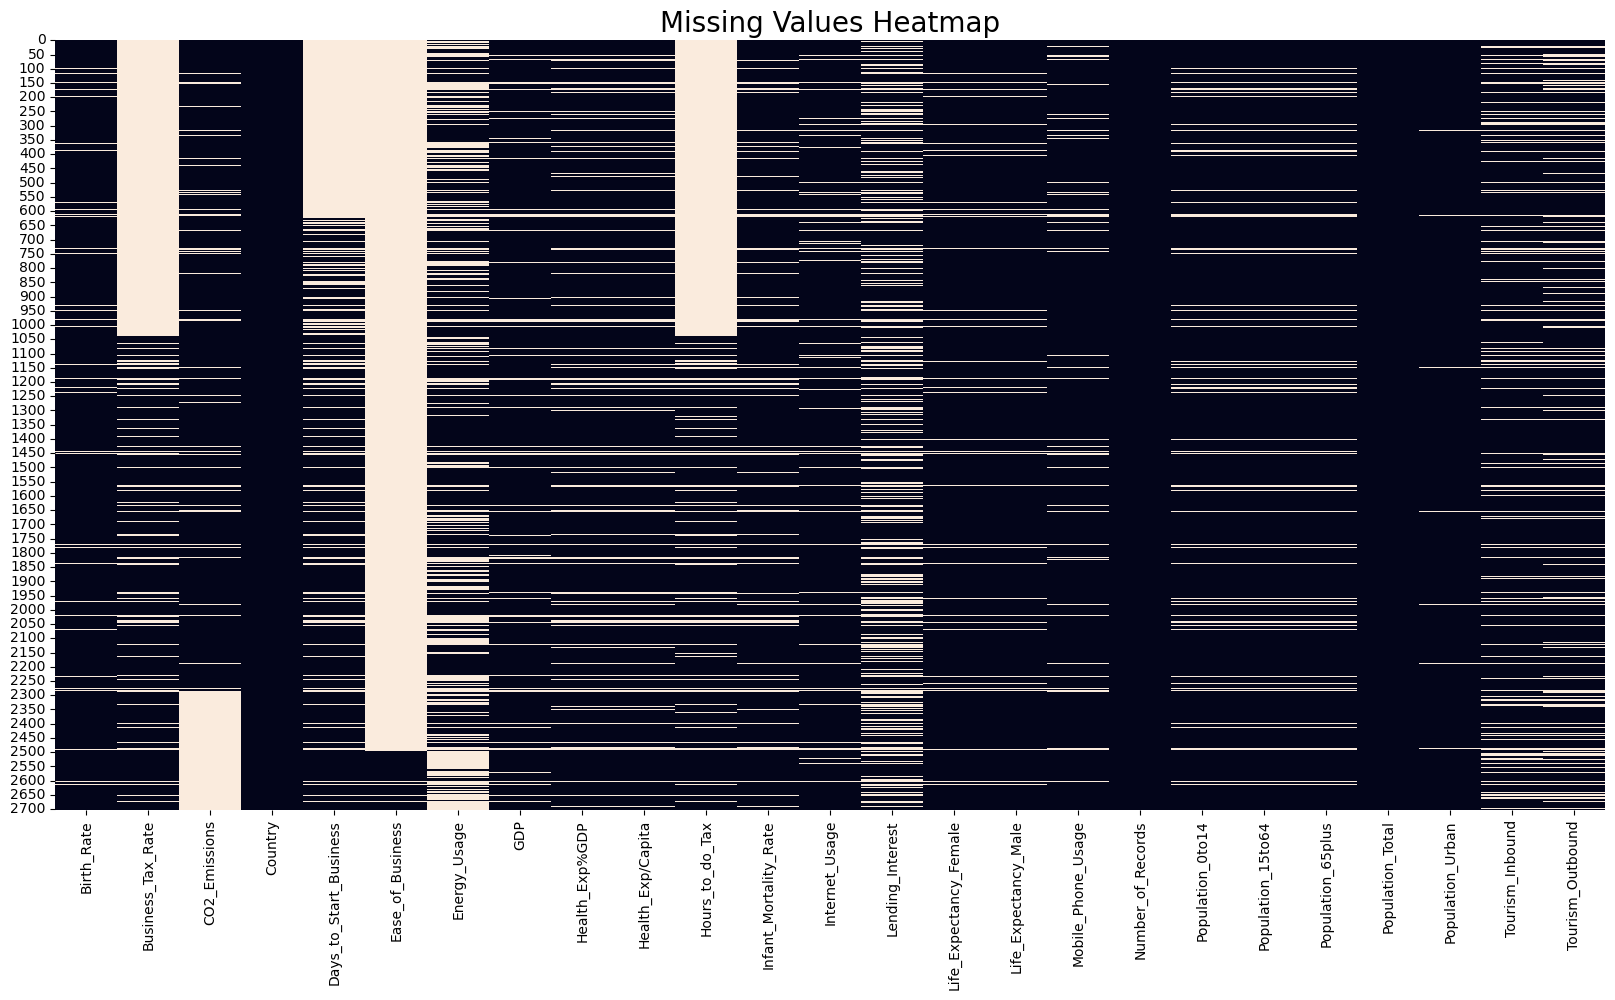 Missing Values Heatmap
0
50
100
150
200
250
300
350
400
450
500
550
600
650
700
750
800
850
900
950
1000
1050
1100
1150
1200
1250
1300
1350
1400
1450
1500
1550
1600
1650
1700
1750
1800
1850
1900
1950
2000
2050
2100
2150
2200
2250
2300
2350
2400
2450
2500
2550
2600
2650
2700
Birth_Rate
Business_Tax_Rate
CO2_Emissions
Country
Days_to_Start_Business
Ease_of_Business
Energy_Usage
GDP
Health_Exp%GDP
Health_Exp/Capita
Hours_to_do_Tax
Infant_Mortality_Rate
Internet_Usage
Lending_Interest
Life_Expectancy_Female
Life_Expectancy_Male
Mobile_Phone_Usage
Number_of_Records
Population_0to14
Population_15to64
Population_65plus
Population_Total
Population_Urban
Tourism_Inbound
Tourism_Outbound